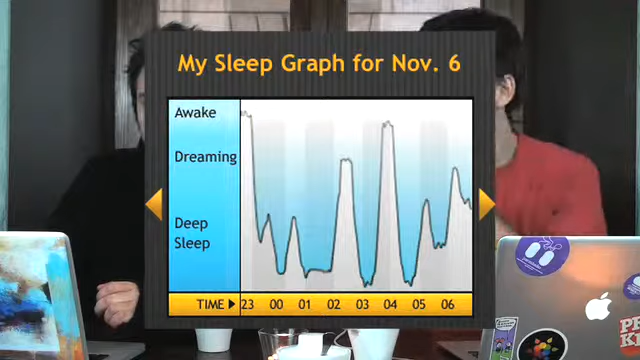 My Sleep Graph for Nov. 6
Awake
Dreaming
Deep
Sleep
TIME 23 00 01 02 03 04 05 06